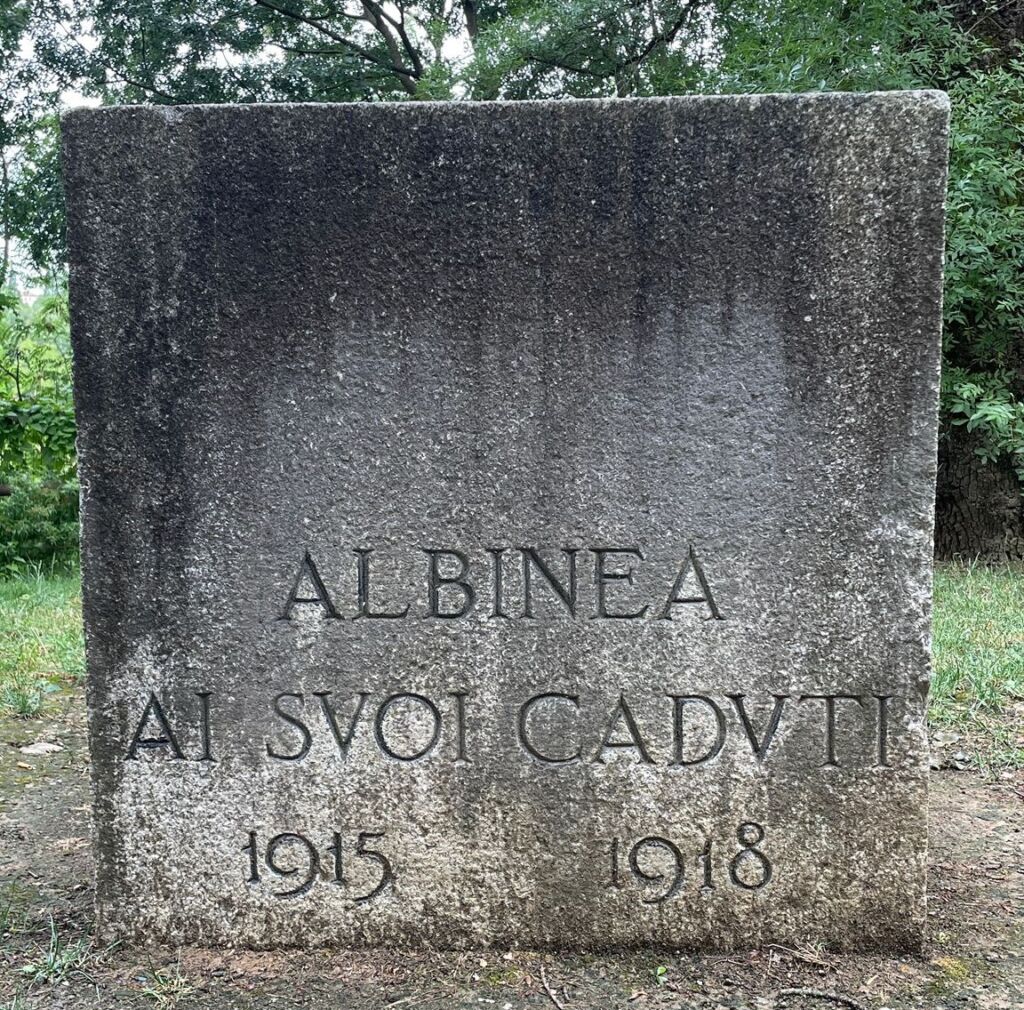 ALBINEA
AI SVOI CADVTI
1915 1918